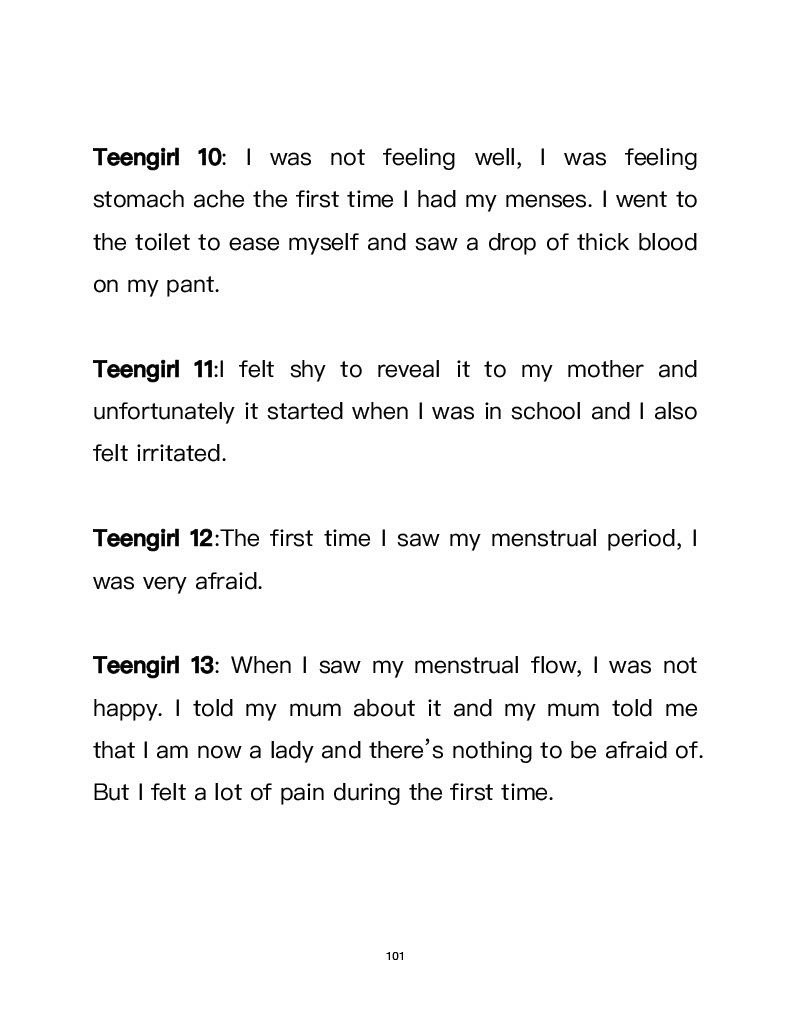 Teengirl 10: I was not feeling well, I was feeling
stomach ache the first time I had my menses. I went to
the toilet to ease myself and saw a drop of thick blood
on my pant.
Teengirl 11:I felt shy to reveal it to my mother and
unfortunately it started when I was in school and I also
felt irritated.
Teengirl 12:The first time I saw my menstrual period, I
was very afraid.
Teengirl 13: When I saw my menstrual flow, I was not
happy. I told my mum about it and my mum told me
that I am now a lady and there’s nothing to be afraid of.
But I felt a lot of pain during the first time.
101